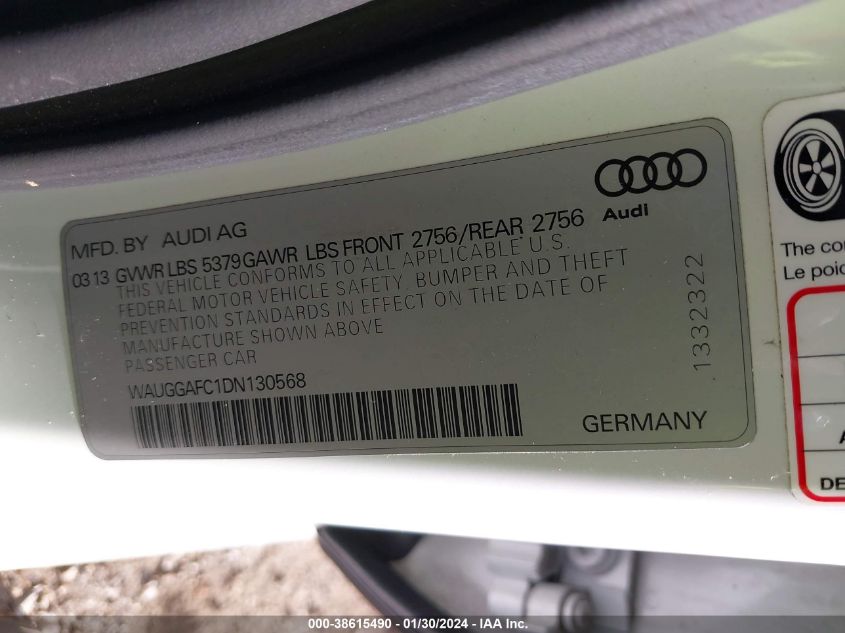 Audi
MFD. BY AUDI AG
03 13 GVWR LBS 5379 GAWR LBS FRONT 2756/REAR 2756
THIS VEHICLE CONFORMS TO ALL APPLICABLE U.S.
FEDERAL MOTOR VEHICLE SAFETY, BUMPER AND THEFT
PREVENTION STANDARDS IN EFFECT ON THE DATE OF
MANUFACTURE SHOWN ABOVE
PASSENGER CAR
WAUGGAFC1DN130568
GERMANY
1332322
The co
Le poid
A
DE
000-38615490 - 01/30/2024 - IAA Inc.